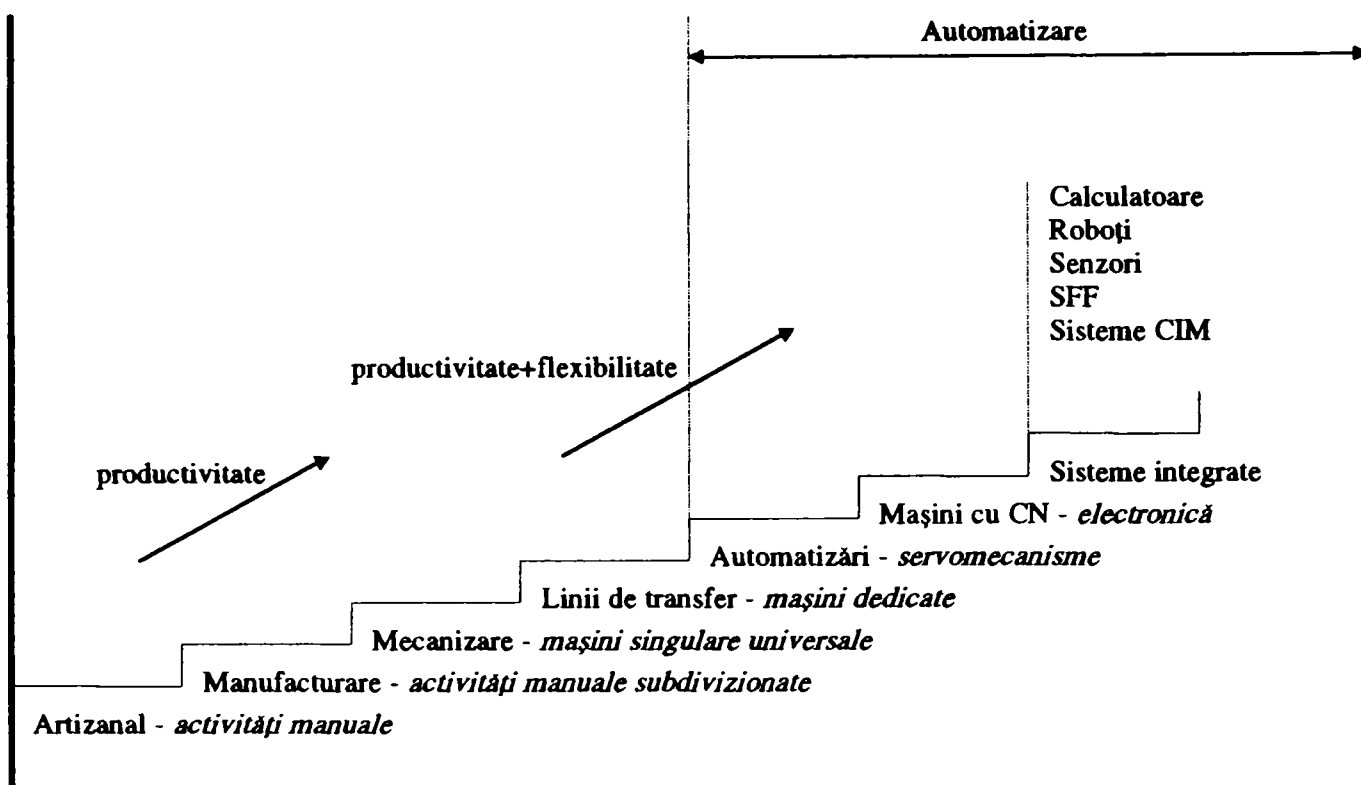 Automatizare
Calculatoare
Roboţi
Senzori
SFF
Sisteme CIM
productivitate+flexibilitate
productivitate
Sisteme integrate
Maşini cu CN - electronică
Automatizări - servomecanisme
Linii de transfer - maşini dedicate
Mecanizare - maşini singulare universale
Manufacturare - activităţi manuale subdivizionate
Artizanal - activităţi manuale